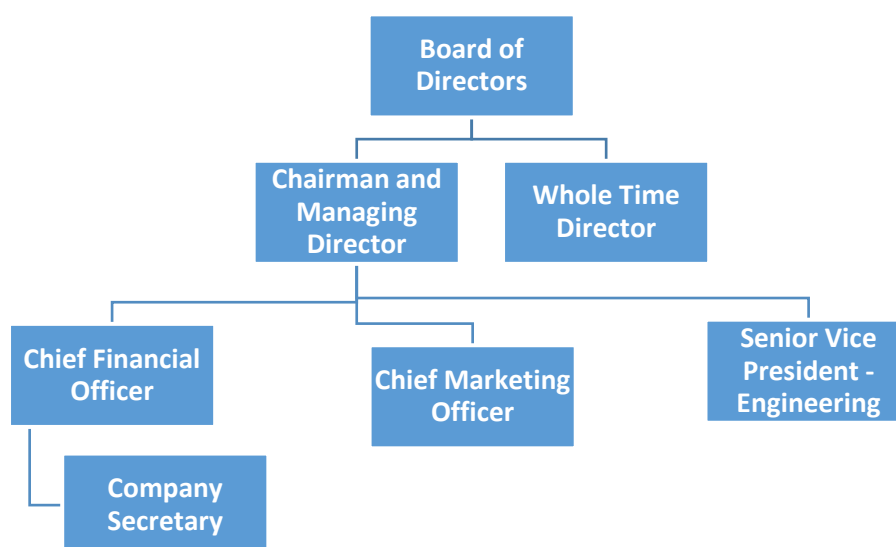 Board of
Directors
Chairman and
Managing
Director
Whole Time
Director
Chief Financial
Officer
Chief Marketing
Officer
Senior Vice
President -
Engineering
Company
Secretary